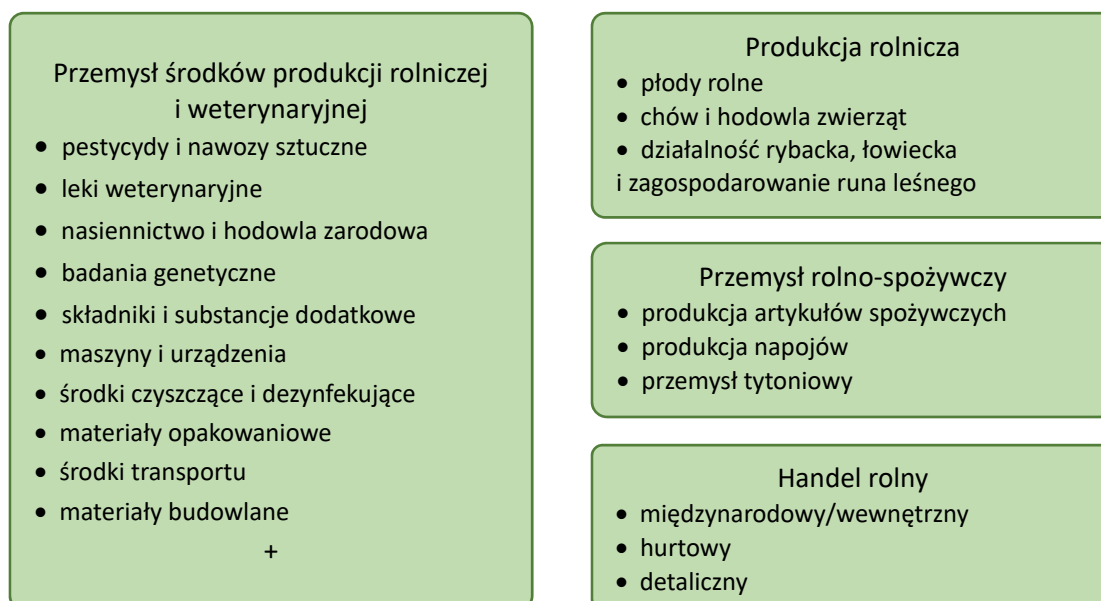 Przemysł środków produkcji rolniczej
i weterynaryjnej
• pestycydy i nawozy sztuczne
• leki weterynaryjne
• nasiennictwo i hodowla zarodowa
• badania genetyczne
• składniki i substancje dodatkowe
• maszyny i urządzenia
• środki czyszczące i dezynfekujące
• materiały opakowaniowe
• środki transportu
• materiały budowlane
+
Produkcja rolnicza
• płody rolne
• chów i hodowla zwierząt
• działalność rybacka, łowiecka
i zagospodarowanie runa leśnego
Przemysł rolno-spożywczy
• produkcja artykułów spożywczych
• produkcja napojów
• przemysł tytoniowy
Handel rolny
• międzynarodowy/wewnętrzny
• hurtowy
• detaliczny